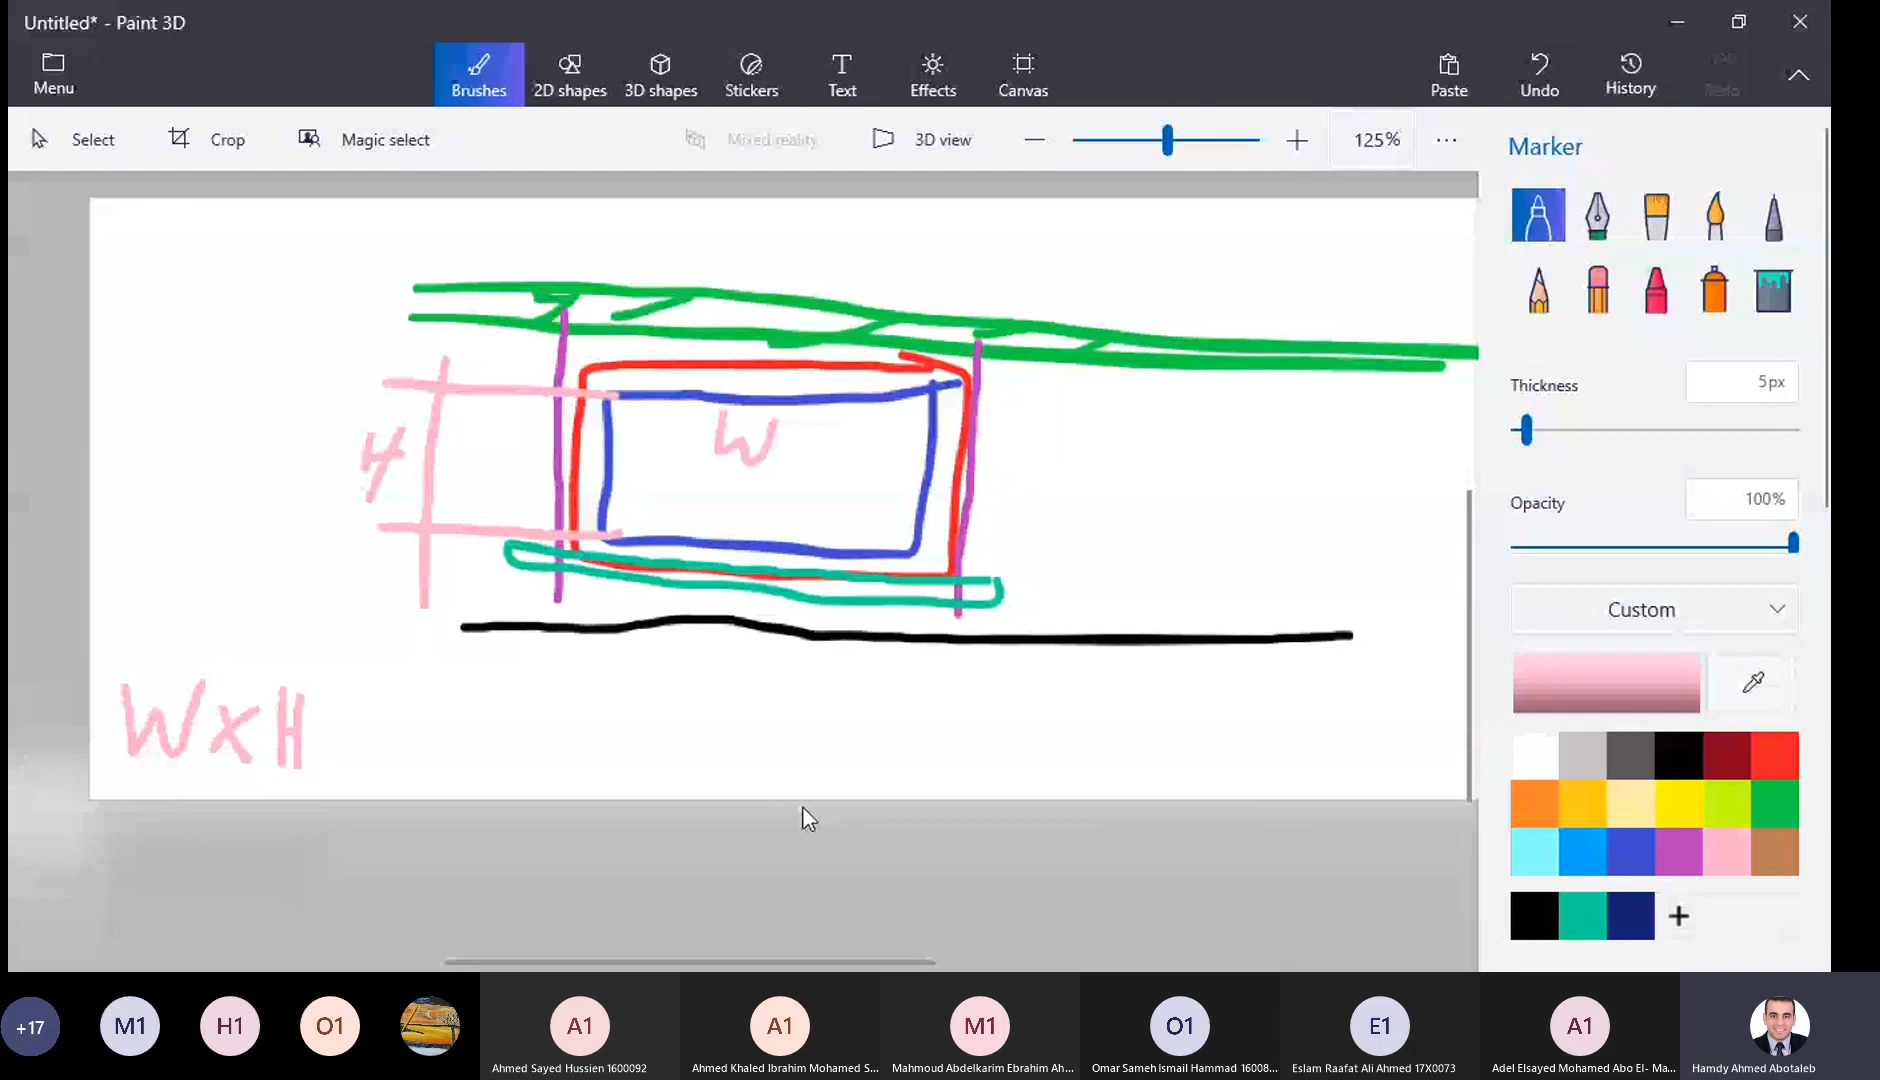 Untitled* - Paint 3D
Menu
Brushes
2D shapes
3D shapes
Stickers
Text
Effects
Canvas
Paste
Undo
History
Redo
Select
Crop
Magic select
Mixed reality
3D view
125%
Marker
Thickness
5px
Opacity
100%
Custom
H
W
W x H
+17
M1
H1
O1
A1
A1
M1
O1
E1
A1
Ahmed Sayed Hussien 1600092
Ahmed Khaled Ibrahim Mohamed S...
Mahmoud Abdelkarim Ebrahim Ah...
Omar Sameh Ismail Hammad 16008...
Eslam Raafat Ali Ahmed 17X0073
Adel Elsayed Mohamed Abo El- Ma...
Hamdy Ahmed Abotaleb